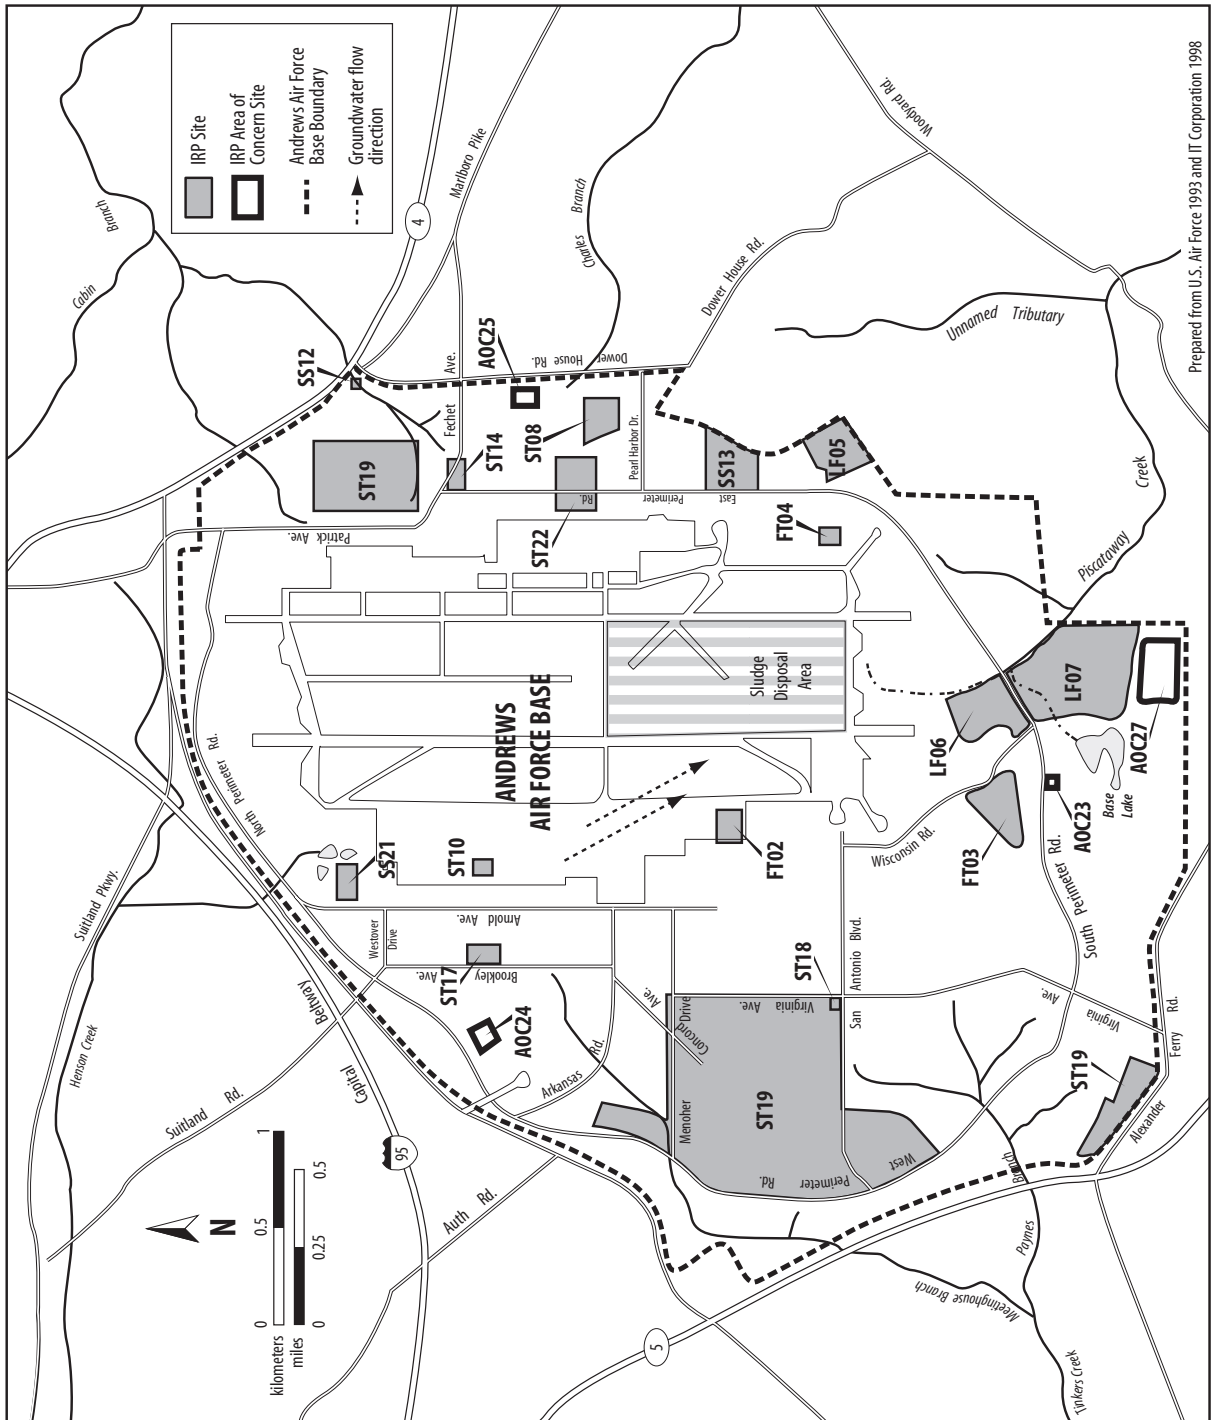 IRP Site
IRP Area of
Concern Site
Andrews Air Force
Base Boundary
Groundwater flow
direction
Prepared from U.S. Air Force 1993 and IT Corporation 1998
Cabin
Branch
4
Marlboro Pike
Charles Branch
Woodyard Rd.
Dower House Rd.
Unnamed Tributary
Piscataway
Creek
SS12
Fechet
Ave.
AOC25
Dower House Rd.
ST19
ST14
ST08
Pearl Harbor Dr.
SS13
LF05
Patrick Ave.
East
Perimeter
Rd.
ST22
FT04
ANDREWS
AIR FORCE BASE
Sludge
Disposal
Area
LF06
LF07
AOC27
AOC23
Base
Lake
FT03
Wisconsin Rd.
South Perimeter Rd.
North Perimeter Rd.
SS21
ST10
FT02
Suitland Pkwy.
Westover
Drive
Arnold Ave.
ST17
Brookley Ave.
AOC24
Arkansas
Rd.
Concord
Ave.
Menoher
Drive
Virginia Ave.
ST18
San
Antonio Blvd.
ST19
Virginia
Ave.
ST19
Ferry Rd.
Alexander
West
Perimeter
Rd.
Henson Creek
Suitland Rd.
Capital
Beltway
95
Auth Rd.
5
Paynes
Branch
Meetinghouse Branch
Tinkers Creek
N
0
0.5
1
kilometers
miles
0
0.25
0.5